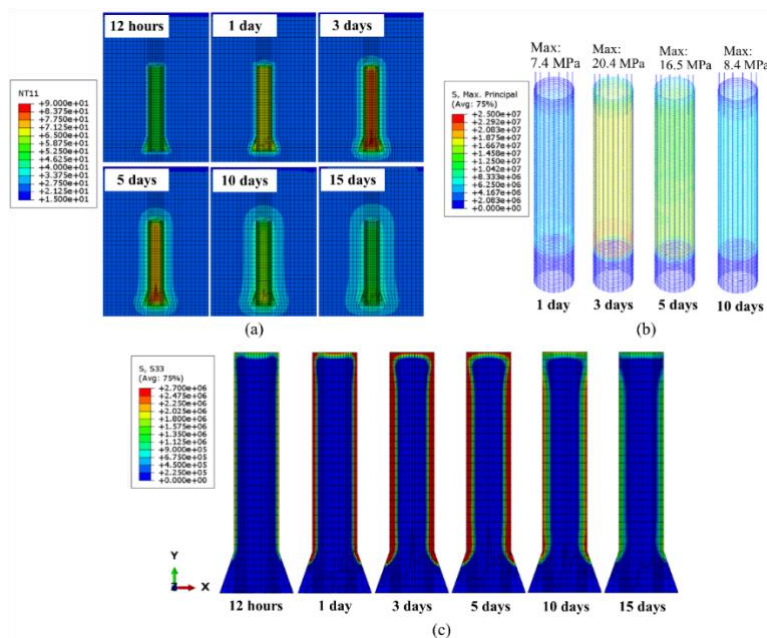 12 hours
1 day
3 days
NT11
+9.000e+01
+8.375e+01
+7.750e+01
+7.125e+01
+6.500e+01
+5.875e+01
+5.250e+01
+4.625e+01
+4.000e+01
+3.375e+01
+2.750e+01
+2.125e+01
+1.500e+01
5 days
10 days
15 days
(a)
Max:
7.4 MPa
Max:
20.4 MPa
Max:
16.5 MPa
Max:
8.4 MPa
S, Max. Principal
(Avg: 75%)
+2.500e+07
+2.292e+07
+2.083e+07
+1.875e+07
+1.667e+07
+1.458e+07
+1.250e+07
+1.042e+07
+8.333e+06
+6.250e+06
+4.167e+06
+2.083e+06
+0.000e+00
1 day
3 days
5 days
10 days
(b)
S, S33
(Avg: 75%)
+2.700e+06
+2.475e+06
+2.250e+06
+2.025e+06
+1.800e+06
+1.575e+06
+1.350e+06
+1.125e+06
+9.000e+05
+6.750e+05
+4.500e+05
+2.250e+05
+0.000e+00
Y
Z
X
12 hours
1 day
3 days
5 days
10 days
15 days
(c)